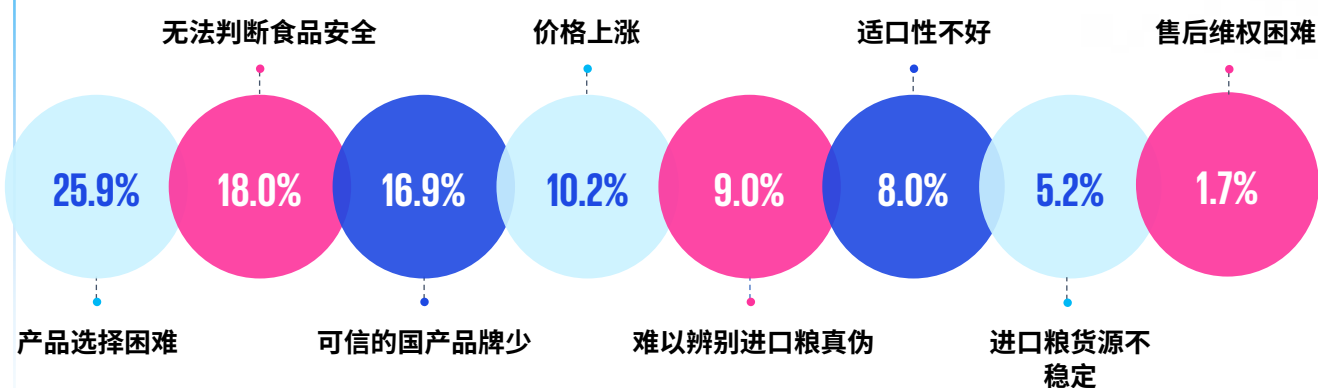 无法判断食品安全
价格上涨
适口性不好
售后维权困难
25.9%
18.0%
16.9%
10.2%
9.0%
8.0%
5.2%
1.7%
产品选择困难
可信的国产品牌少
难以辨别进口粮真伪
进口粮货源不
稳定